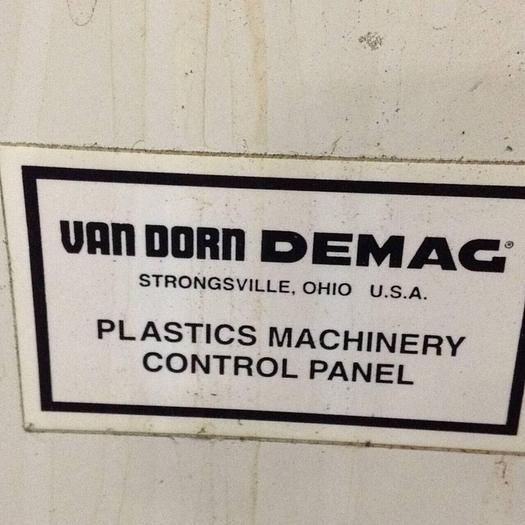 VAN DORN DEMAG®
STRONGSVILLE, OHIO U.S.A.
PLASTICS MACHINERY
CONTROL PANEL